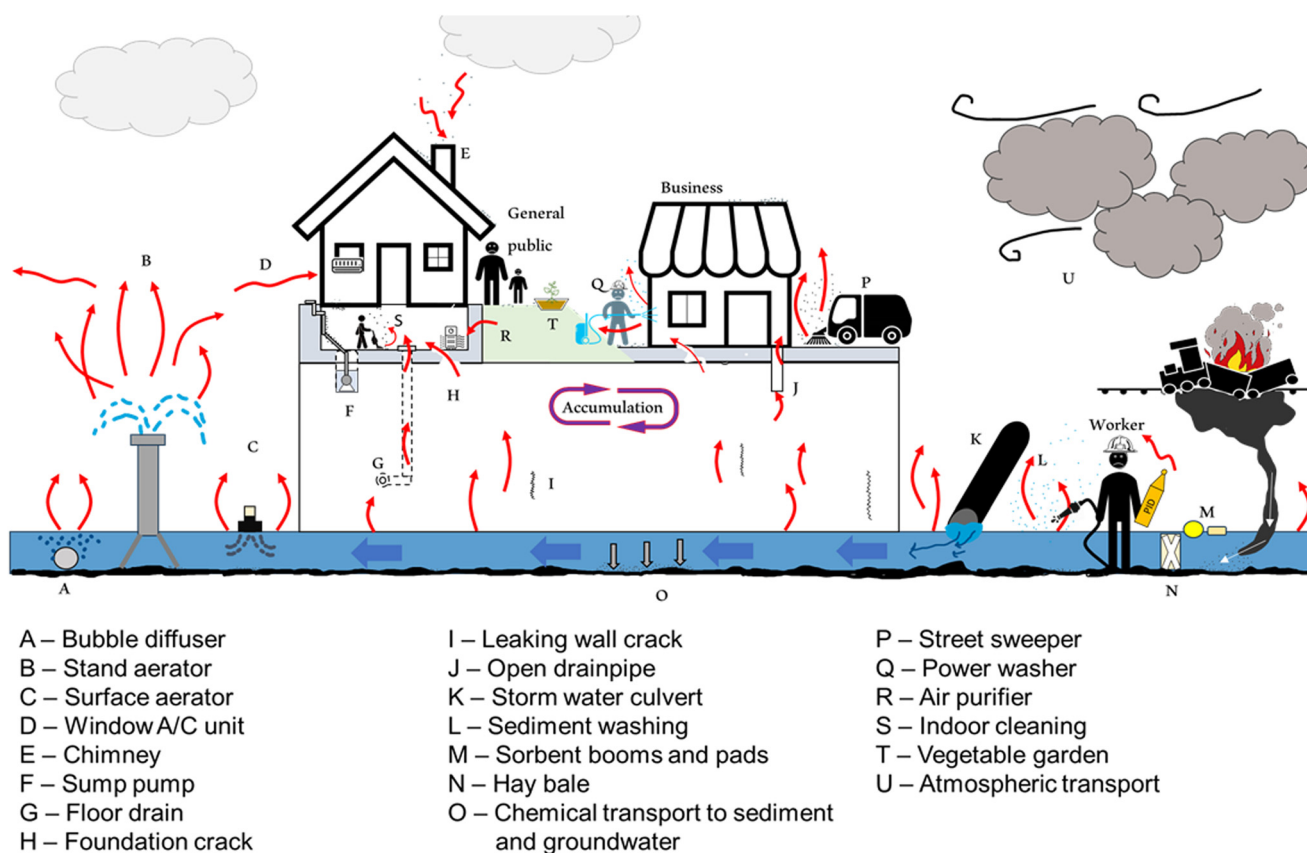 Business
General
public
E
B
D
Q
P
U
S
R
T
F
H
J
Accumulation
K
Worker
C
G
I
L
PID
M
A
O
N
A – Bubble diffuser
B – Stand aerator
C – Surface aerator
D – Window A/C unit
E – Chimney
F – Sump pump
G – Floor drain
H – Foundation crack
I – Leaking wall crack
J – Open drainpipe
K – Storm water culvert
L – Sediment washing
M – Sorbent booms and pads
N – Hay bale
O – Chemical transport to sediment
and groundwater
P – Street sweeper
Q – Power washer
R – Air purifier
S – Indoor cleaning
T – Vegetable garden
U – Atmospheric transport